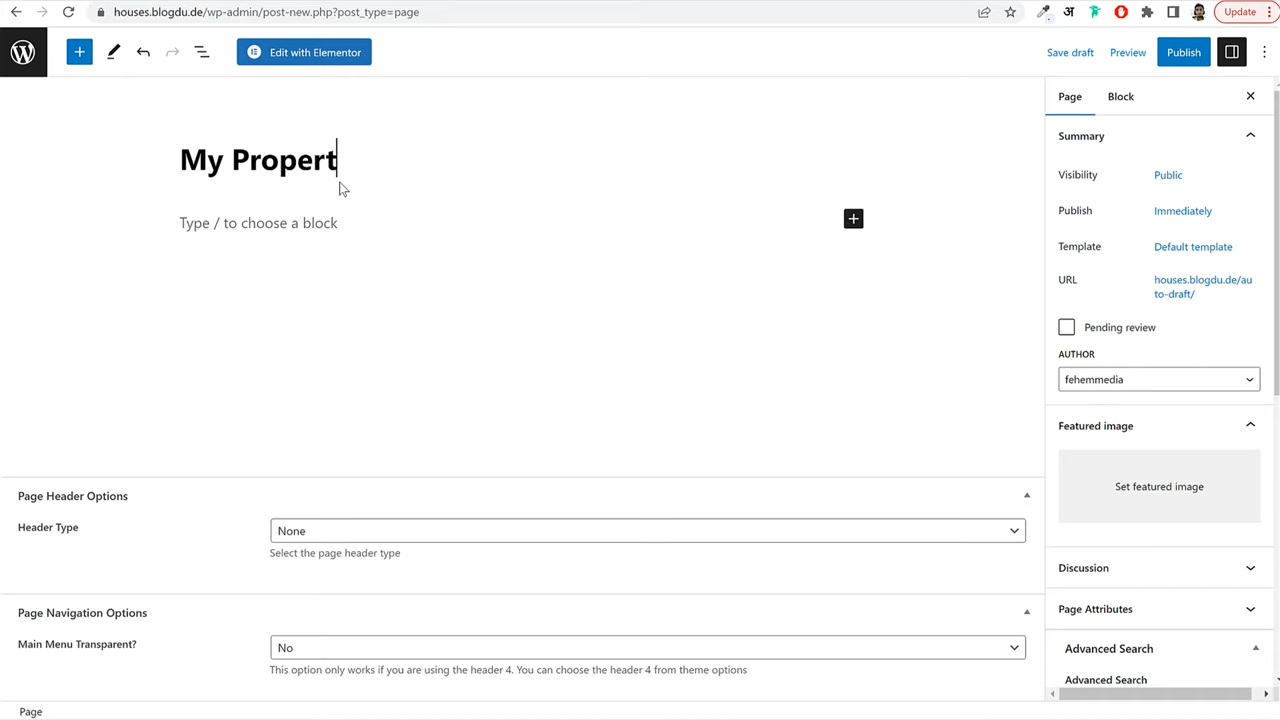 houses.blogdu.de/wp-admin/post-new.php?post_type=page
अ
Update
Edit with Elementor
Save draft
Preview
Publish
My Propert
Type / to choose a block
Page
Block
Summary
Visibility
Public
Publish
Immediately
Template
Default template
URL
houses.blogdu.de/au
to-draft/
Pending review
AUTHOR
fehemmedia
Featured image
Set featured image
Page Header Options
Header Type
None
Select the page header type
Discussion
Page Navigation Options
Page Attributes
Main Menu Transparent?
No
This option only works if you are using the header 4. You can choose the header 4 from theme options
Advanced Search
Advanced Search
Page